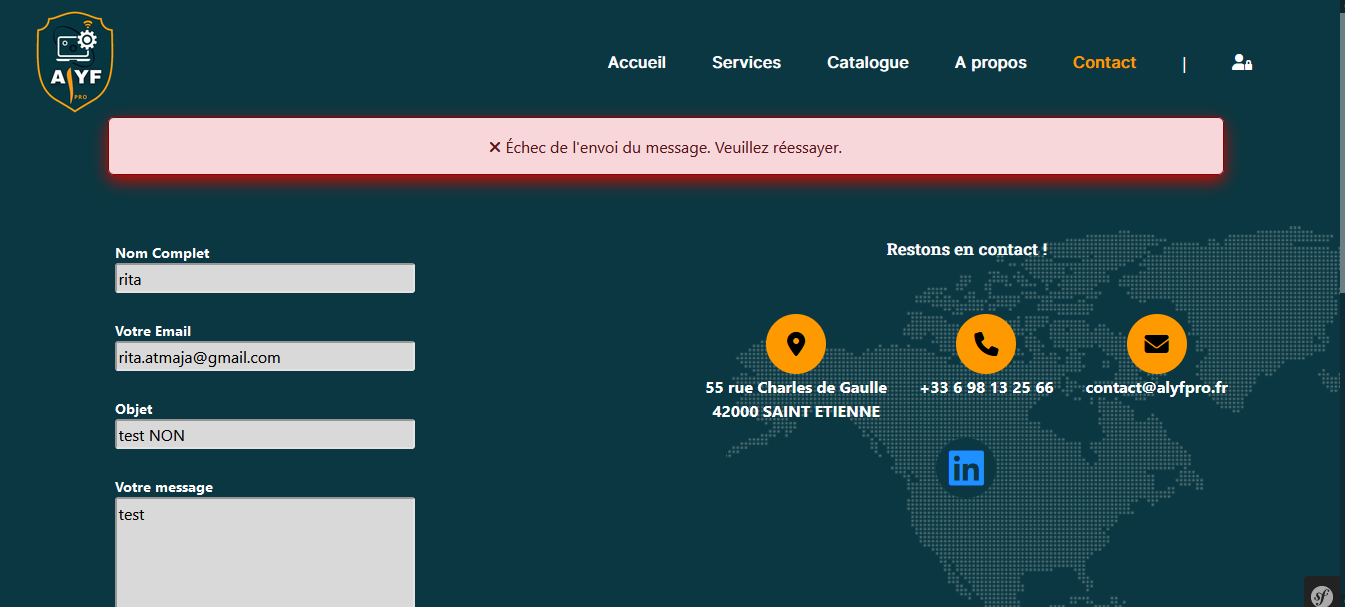 ALYF
PRO
Accueil
Services
Catalogue
A propos
Contact
|
× Échec de l'envoi du message. Veuillez réessayer.
Nom Complet
rita
Votre Email
rita.atmaja@gmail.com
Objet
test NON
Votre message
test
Restons en contact !
55 rue Charles de Gaulle
42000 SAINT ETIENNE
+33 6 98 13 25 66
contact@alyfpro.fr
in
sf